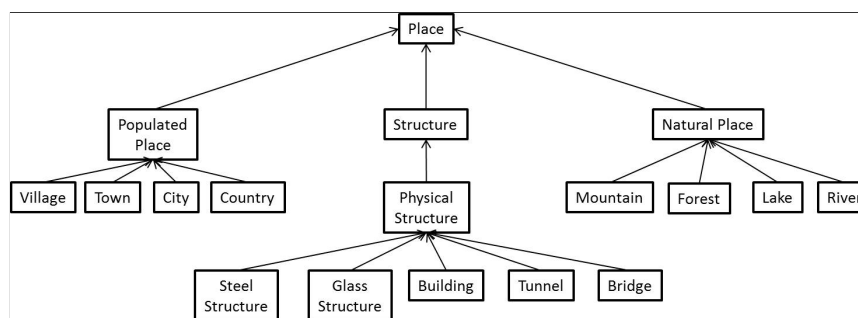 Place
Populated
Place
Structure
Natural Place
Village
Town
City
Country
Physical
Structure
Mountain
Forest
Lake
River
Steel
Structure
Glass
Structure
Building
Tunnel
Bridge